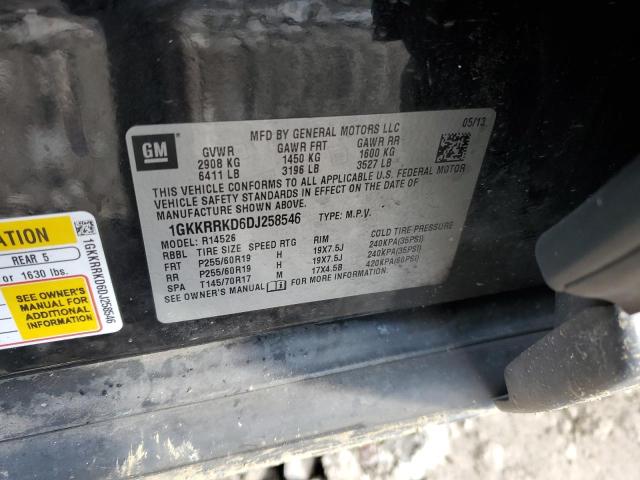 MFD BY GENERAL MOTORS LLC
05/13
GM
GVWR GAWR FRT GAWR RR
2908 KG 1450 KG 1600 KG
6411 LB 3196 LB 3527 LB
THIS VEHICLE CONFORMS TO ALL APPLICABLE U.S. FEDERAL MOTOR
VEHICLE SAFETY STANDARDS IN EFFECT ON THE DATE OF
MANUFACTURE SHOWN ABOVE.
1GKKRRKD6DJ258546 TYPE: M.P.V.
MODEL: R14526
RBBL TIRE SIZE SPEED RTG RIM COLD TIRE PRESSURE
FRT P255/60R19 H 19X7.5J 240KPA(35PSI)
RR P255/60R19 H 19X7.5J 240KPA(35PSI)
SPA T145/70R17 M 17X4.5B 420KPA(60PSI)
SEE OWNER'S MANUAL FOR MORE INFORMATION.
ATION
REAR 5
or 1630 lbs.
SEE OWNER'S
MANUAL FOR
ADDITIONAL
INFORMATION
1GKKRRKD6DJ258546